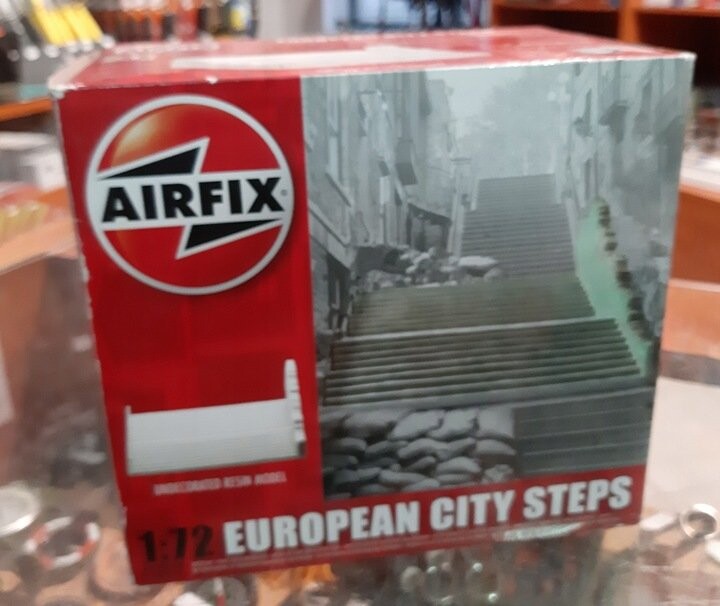 AIRFIX
UNDECORATED RESIN MODEL
1:72 EUROPEAN CITY STEPS